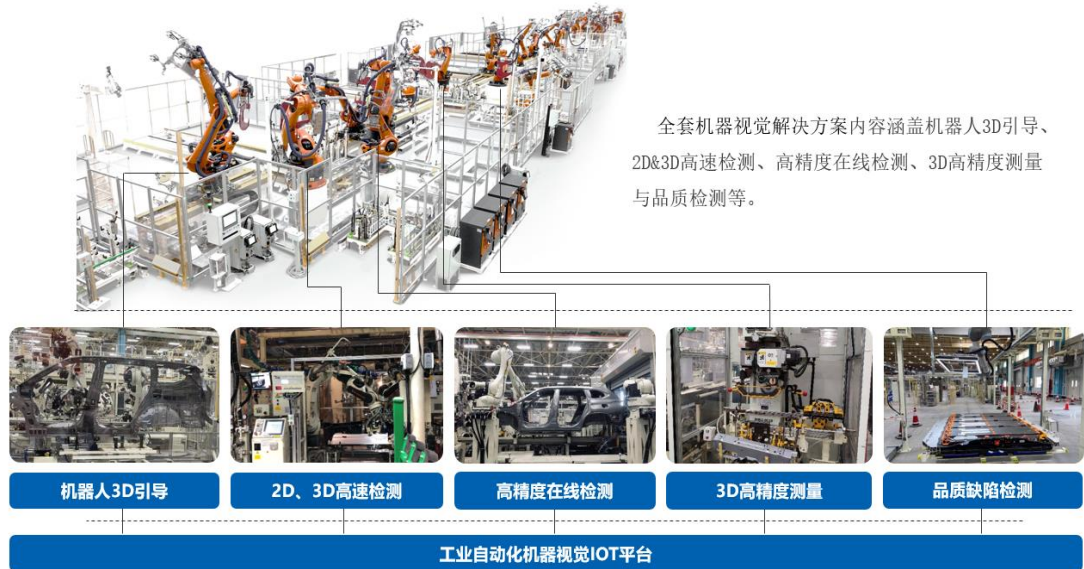 全套机器视觉解决方案内容涵盖机器人3D引导、
2D&3D高速检测、高精度在线检测、3D高精度测量
与品质检测等。
机器人3D引导
2D、3D高速检测
高精度在线检测
3D高精度测量
品质缺陷检测
工业自动化机器视觉IOT平台